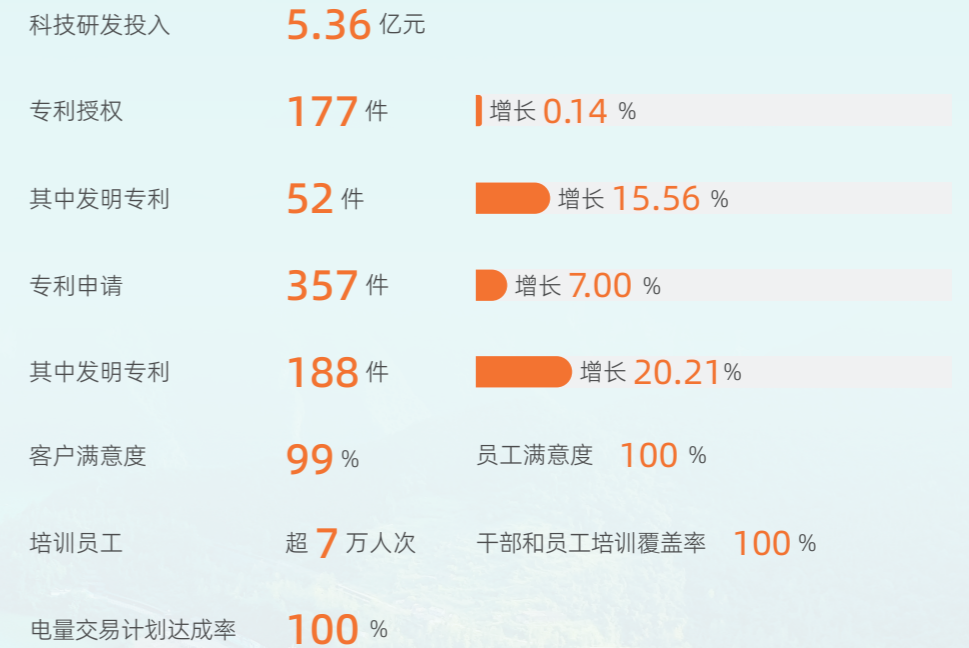 科技研发投入 5.36 亿元
专利授权 177 件 增长 0.14 %
其中发明专利 52 件 增长 15.56 %
专利申请 357 件 增长 7.00 %
其中发明专利 188 件 增长 20.21%
客户满意度 99 % 员工满意度 100 %
培训员工 超 7 万人次 干部和员工培训覆盖率 100 %
电量交易计划达成率 100 %